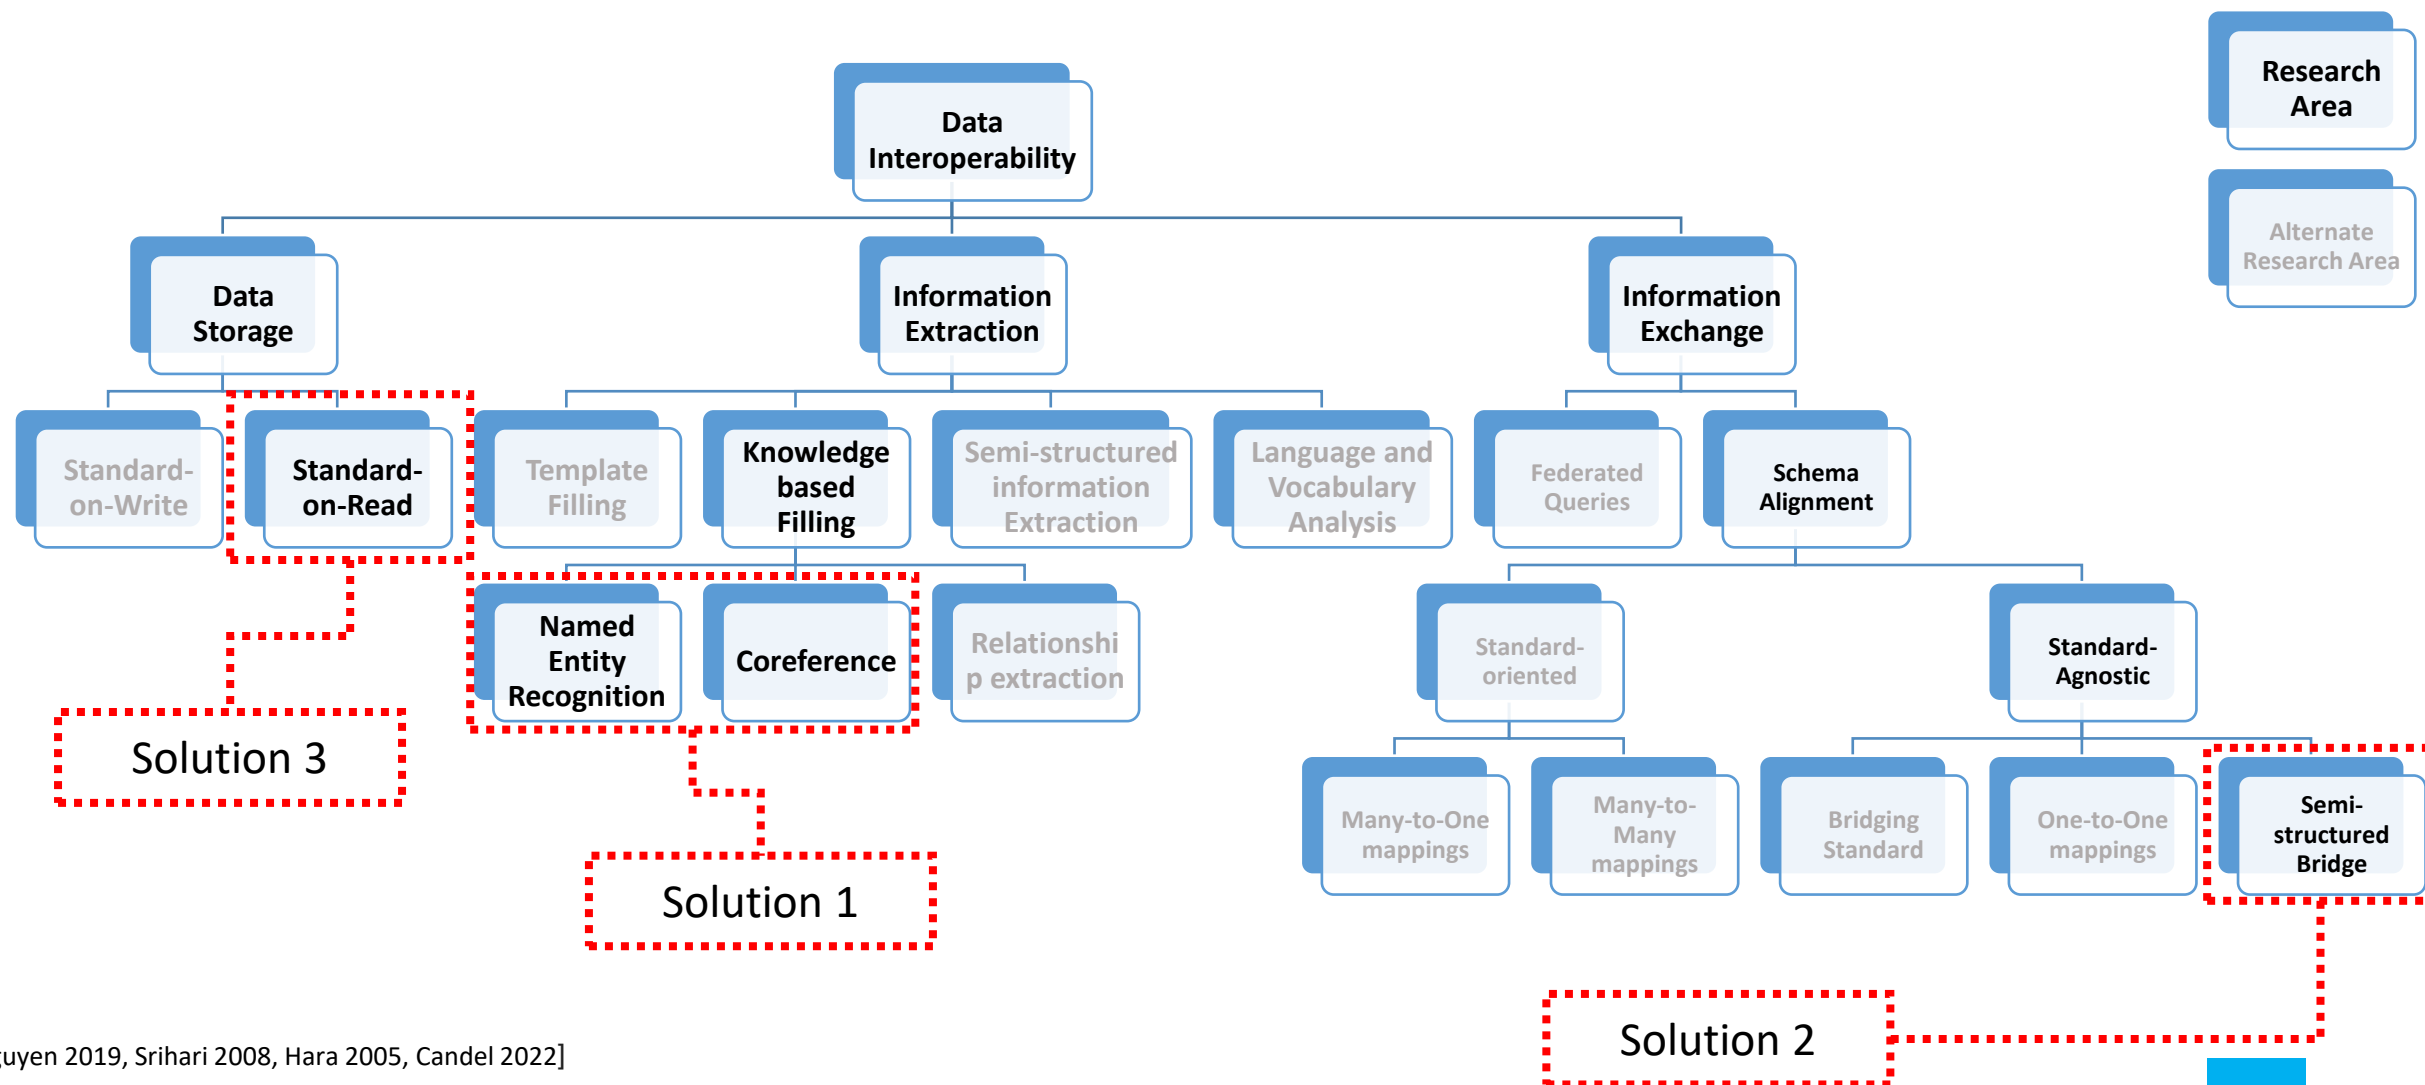 Research
Area
Data
Interoperability
Alternate
Research Area
Data
Storage
Information
Extraction
Information
Exchange
Standard-
on-Write
Standard-
on-Read
Template
Filling
Knowledge
based
Filling
Semi-structured
information
Extraction
Language and
Vocabulary
Analysis
Federated
Queries
Schema
Alignment
Named
Entity
Recognition
Coreference
Relationshi
p extraction
Standard-
oriented
Standard-
Agnostic
Solution 3
Many-to-One
mappings
Many-to-
Many
mappings
Bridging
Standard
One-to-One
mappings
Semi-
structured
Bridge
Solution 1
Solution 2
guyen 2019, Srihari 2008, Hara 2005, Candel 2022]